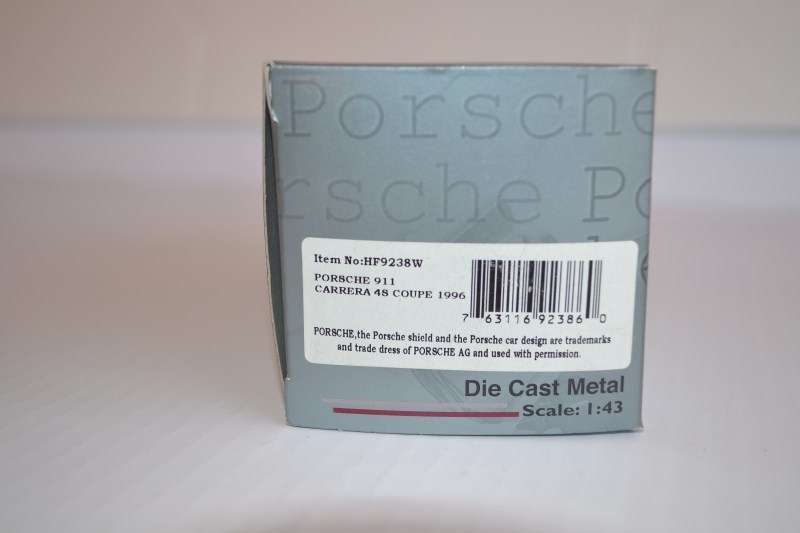 Porsche
rsche Po
Item No:HF9238W
PORSCHE 911
CARRERA 4S COUPE 1996
7 63116 92386 0
PORSCHE,the Porsche shield and the Porsche car design are trademarks
and trade dress of PORSCHE AG and used with permission.
Die Cast Metal
Scale: 1:43